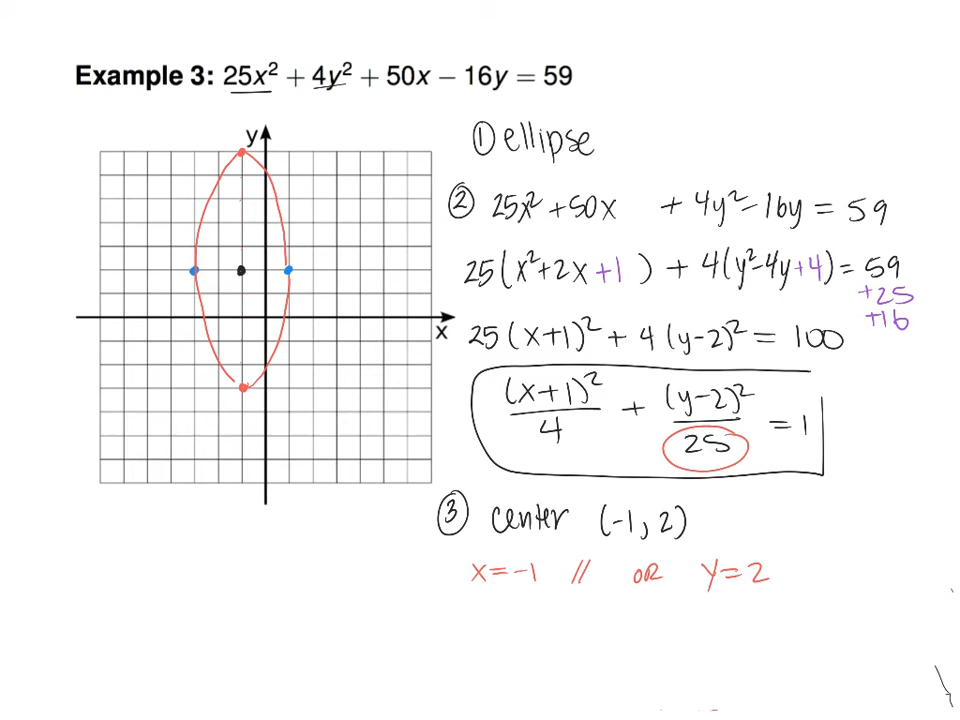 Example 3: 25x² + 4y² + 50x − 16y = 59
y
x
① ellipse
② 25x² + 50x + 4y² - 16y = 59
25(x² + 2x + 1) + 4(y² - 4y + 4) = 59
+25
+16
25(x+1)² + 4(y-2)² = 100
(x+1)²/4 + (y-2)²/25 = 1
③ center (-1, 2)
x = -1 // OR y = 2